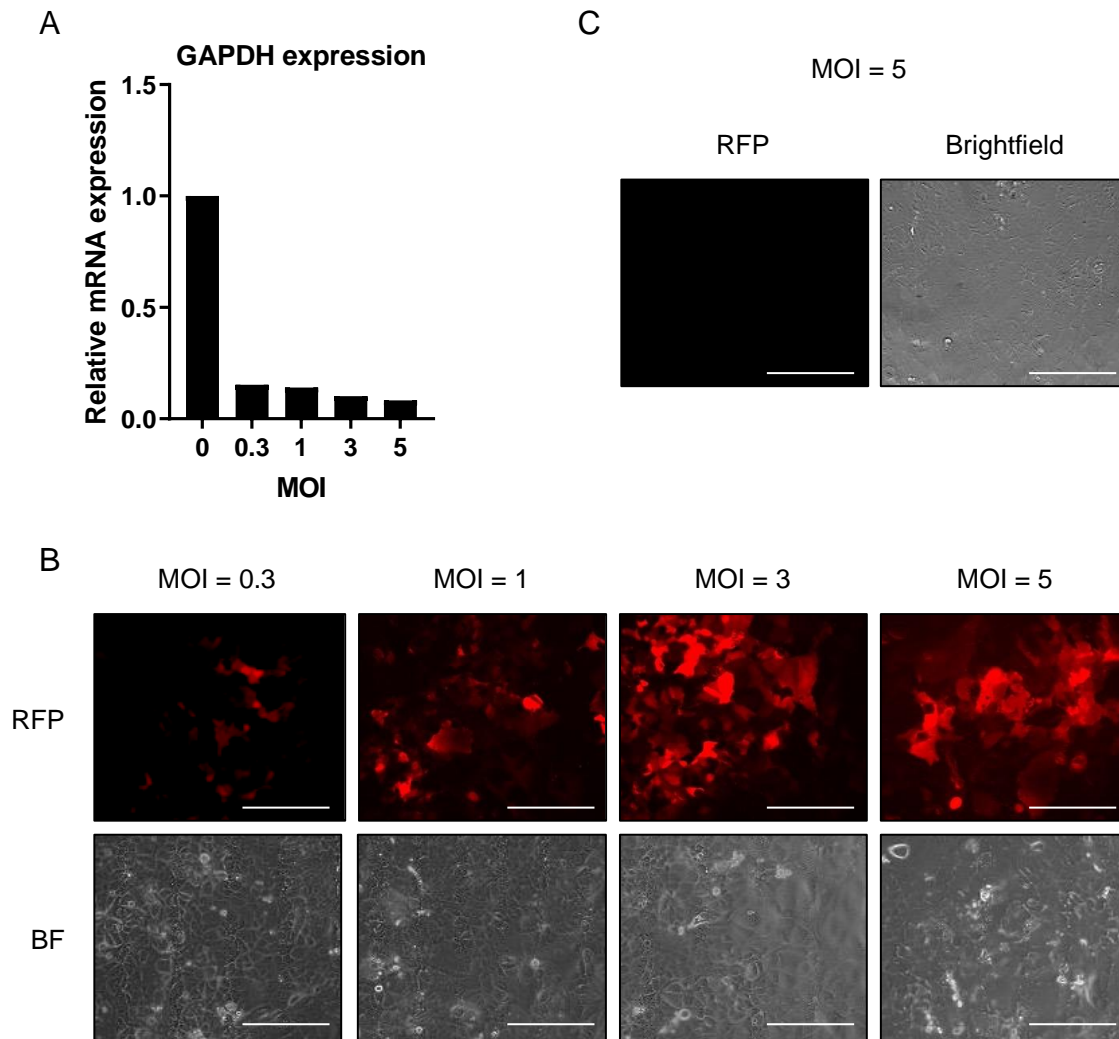 A
GAPDH expression
Relative mRNA expression
1.5
1.0
0.5
0.0
0 0.3 1 3 5
MOI
C
MOI = 5
RFP Brightfield
B
MOI = 0.3 MOI = 1 MOI = 3 MOI = 5
RFP
BF